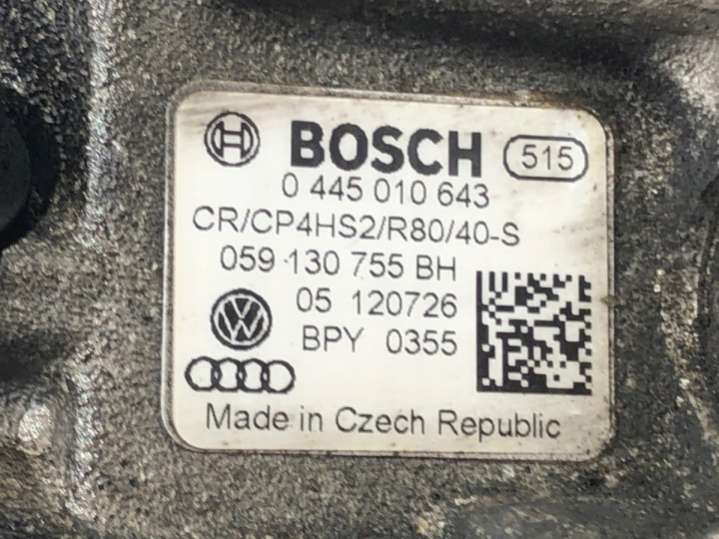 BOSCH 515
0 445 010 643
CR/CP4HS2/R80/40-S
059 130 755 BH
05 120726
BPY 0355
Made in Czech Republic